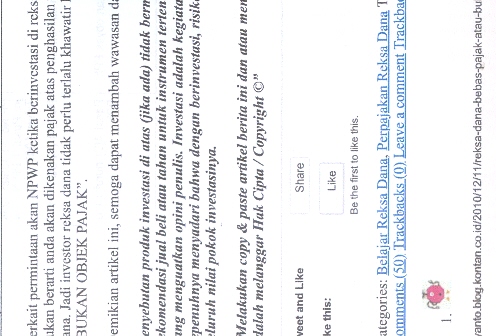 erkait permintaan akan NPWP ketika berinvestasi di reks
ukan berarti anda akan dikenakan pajak atas penghasilan
ana. Jadi investor reksa dana tidak perlu terlalu khawatir
BUKAN OBJEK PAJAK”.
emikian artikel ini, semoga dapat menambah wawasan da
enyebutan produk investasi di atas (jika ada) tidak berm
komendasi jual beli atau tahan untuk instrumen terten
ang menguatkan opini penulis. Investasi adalah kegiata
penuhnya menyadari bahwa dengan berinvestasi, risik
luruh nilai pokok investasinya.
Melakukan copy & paste artikel berita ini dan atau men
dalah melanggar Hak Cipta / Copyright ©”
weet and Like
Share
Like
ke this:
Be the first to like this.
ategories: Belajar Reksa Dana, Perpajakan Reksa Dana T
omments (50) Trackbacks (0) Leave a comment Trackbac
1.
anto.blog.kontan.co.id/2010/12/11/reksa-dana-bebas-pajak-atau-bu